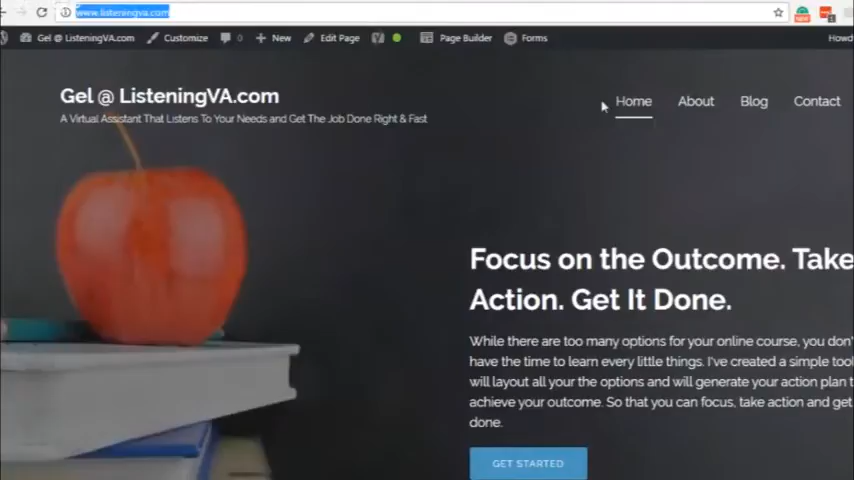 www.listeningva.com
Gel @ ListeningVA.com Customize 0 New Edit Page Page Builder Forms Howd
Gel @ ListeningVA.com
A Virtual Assistant That Listens To Your Needs and Get The Job Done Right & Fast
Home About Blog Contact
Focus on the Outcome. Take
Action. Get It Done.
While there are too many options for your online course, you don'
have the time to learn every little things. I've created a simple tool
will layout all your the options and will generate your action plan t
achieve your outcome. So that you can focus, take action and get
done.
GET STARTED